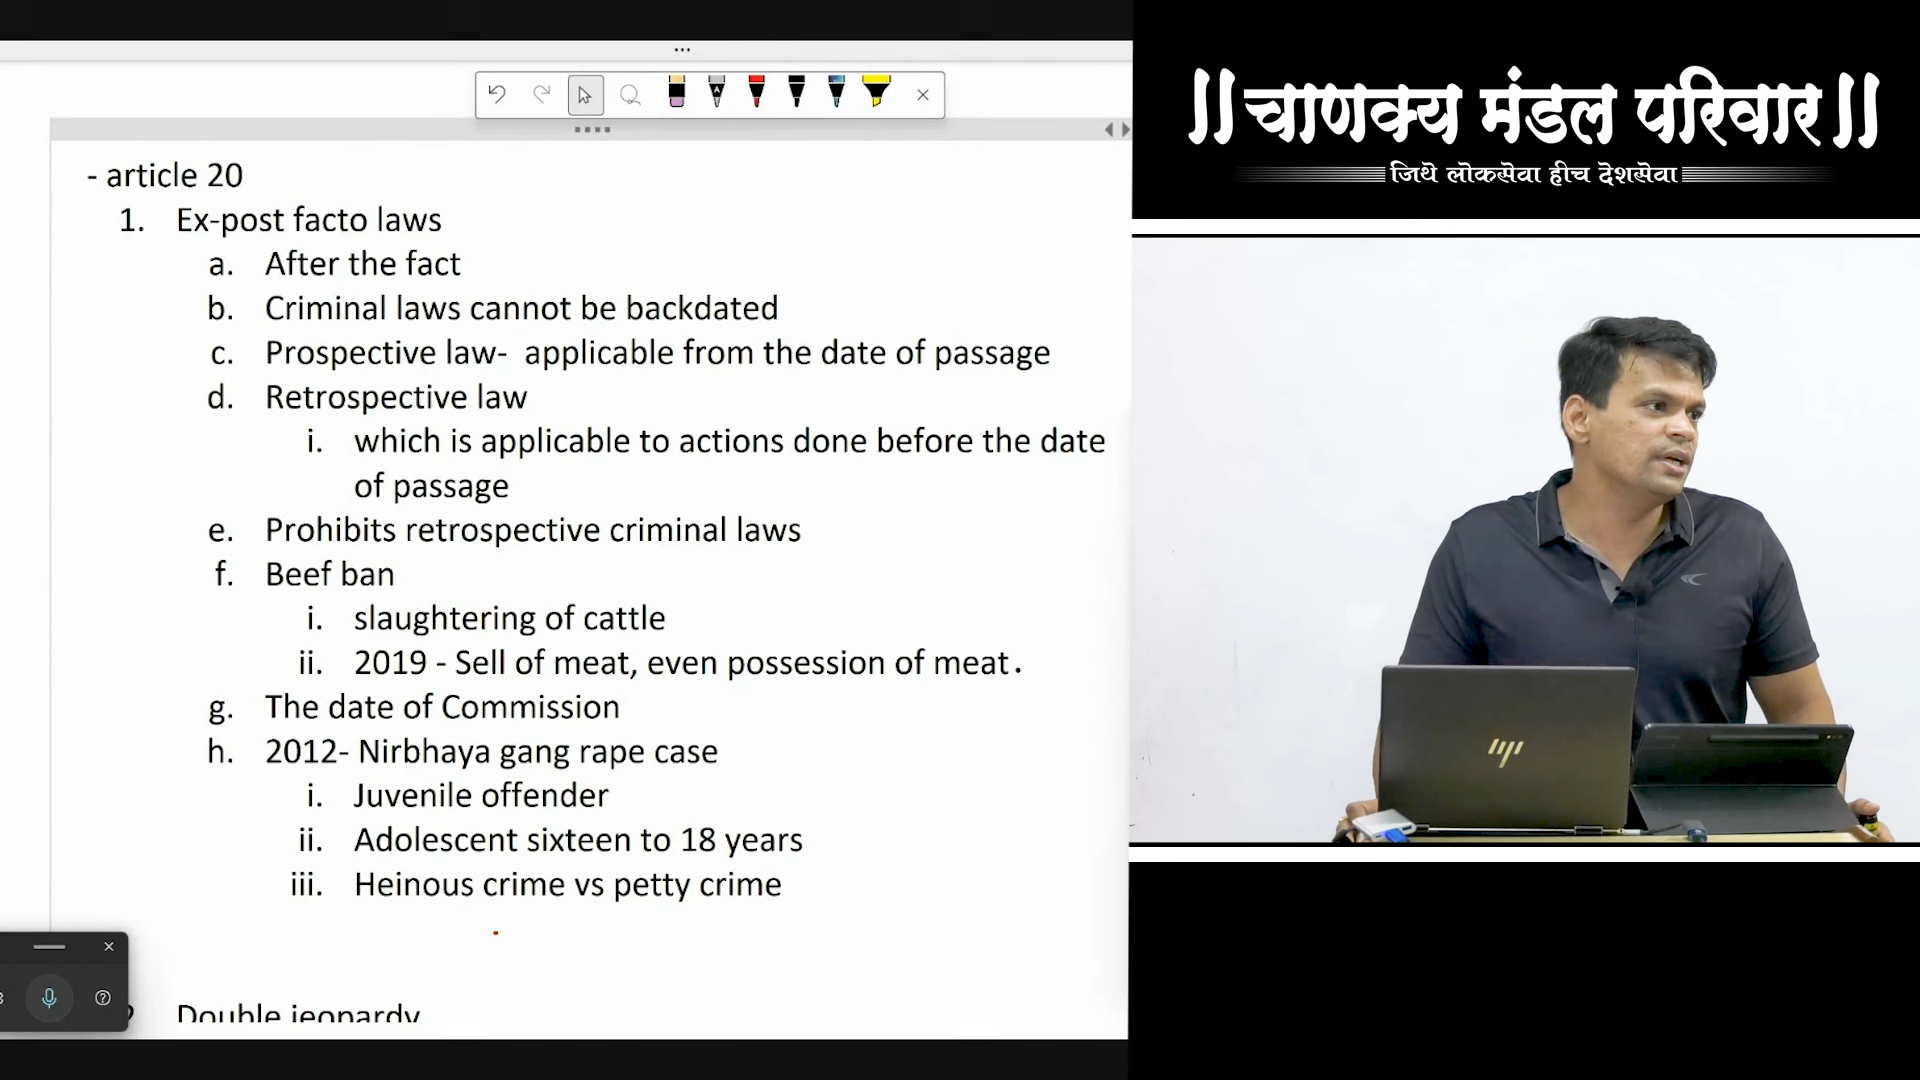 - article 20
1. Ex-post facto laws
a. After the fact
b. Criminal laws cannot be backdated
c. Prospective law- applicable from the date of passage
d. Retrospective law
i. which is applicable to actions done before the date
of passage
e. Prohibits retrospective criminal laws
f. Beef ban
i. slaughtering of cattle
ii. 2019 - Sell of meat, even possession of meat.
g. The date of Commission
h. 2012- Nirbhaya gang rape case
i. Juvenile offender
ii. Adolescent sixteen to 18 years
iii. Heinous crime vs petty crime
Double jeopardy
॥चाणक्य मंडल परिवार॥
जिथे लोकसेवा हीच देशसेवा
hp